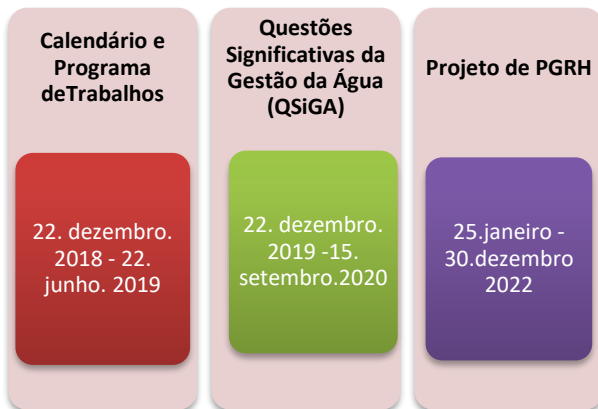 Calendário e
Programa
deTrabalhos
22. dezembro.
2018 - 22.
junho. 2019
Questões
Significativas da
Gestão da Água
(QSiGA)
22. dezembro.
2019 -15.
setembro.2020
Projeto de PGRH
25.janeiro -
30.dezembro
2022